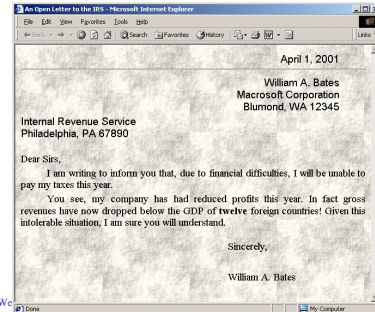 An Open Letter to the IRS - Microsoft Internet Explorer
File Edit View Favorites Tools Help
Back Search Favorites History Links
April 1, 2001
William A. Bates
Macrosoft Corporation
Blumond, WA 12345
Internal Revenue Service
Philadelphia, PA 67890
Dear Sirs,
I am writing to inform you that, due to financial difficulties, I will be unable to
pay my taxes this year.
You see, my company has had reduced profits this year. In fact gross
revenues have now dropped below the GDP of twelve foreign countries! Given this
intolerable situation, I am sure you will understand.
Sincerely,
William A. Bates
We
Done My Computer